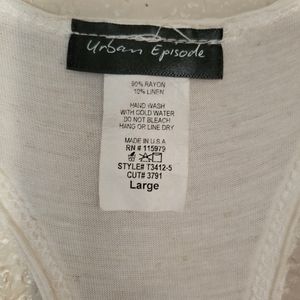 Urban Episode
90% RAYON
10% LINEN
HAND WASH
WITH COLD WATER
DO NOT BLEACH
HANG OR LINE DRY
MADE IN U.S.A
RN # 115979
STYLE# T3412-5
CUT# 3791
Large